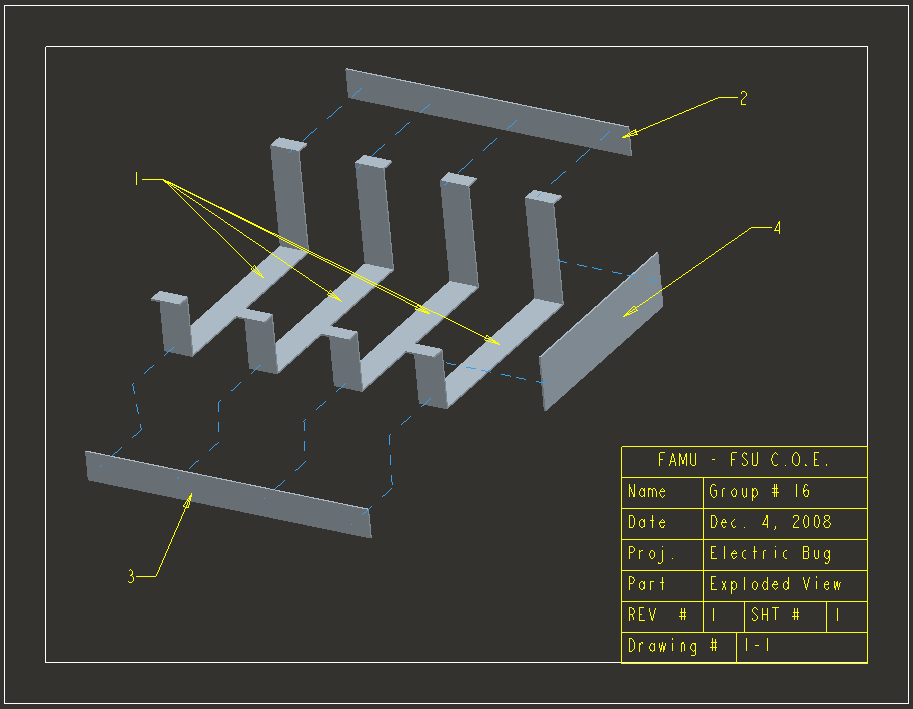 2
1
4
3
FAMU - FSU C.O.E.
Name Group # 16
Date Dec. 4, 2008
Proj. Electric Bug
Part Exploded View
REV # 1 SHT # 1
Drawing # 1-1